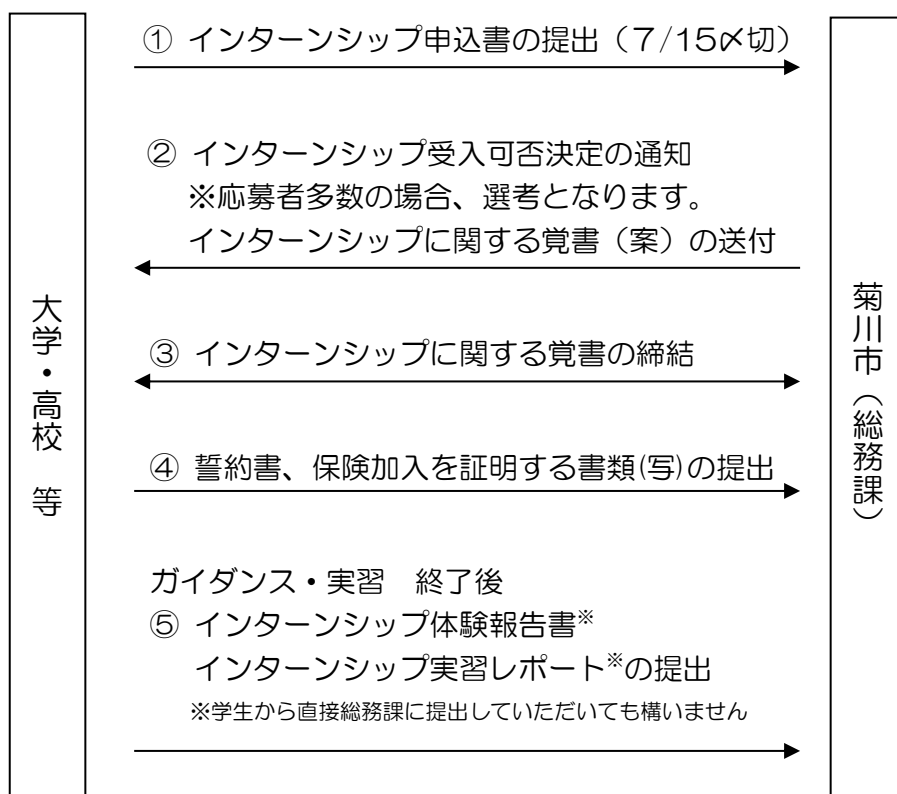 ① インターンシップ申込書の提出（7/15〆切）
② インターンシップ受入可否決定の通知
※応募者多数の場合、選考となります。
インターンシップに関する覚書（案）の送付
大学・高校　等
菊川市（総務課）
③ インターンシップに関する覚書の締結
④ 誓約書、保険加入を証明する書類(写)の提出
ガイダンス・実習　終了後
⑤ インターンシップ体験報告書※
インターンシップ実習レポート※の提出
※学生から直接総務課に提出していただいても構いません